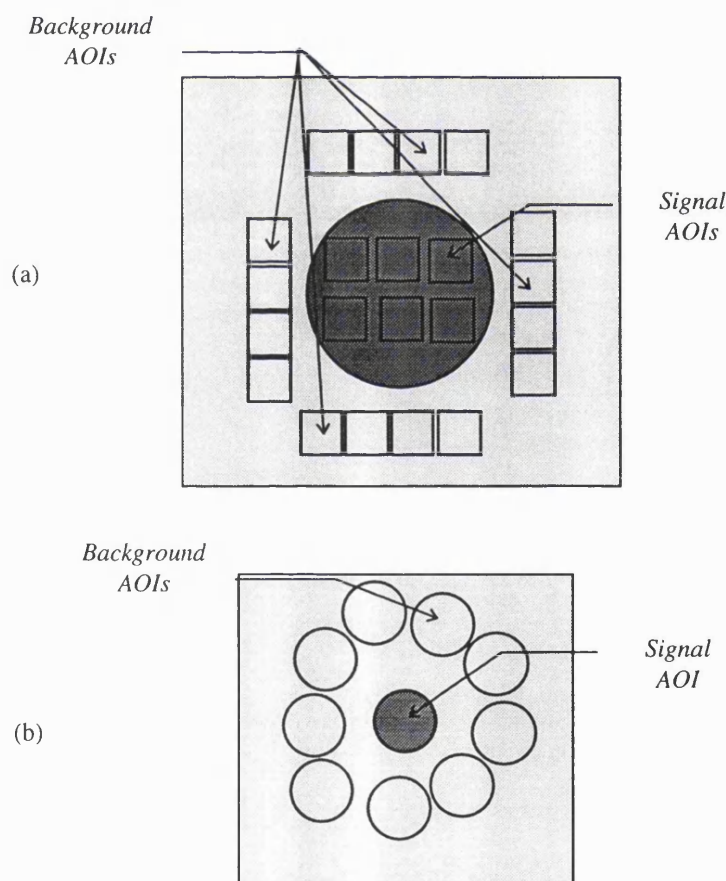 Background
AOIs
Signal
AOIs
(a)
Background
AOIs
Signal
AOI
(b)